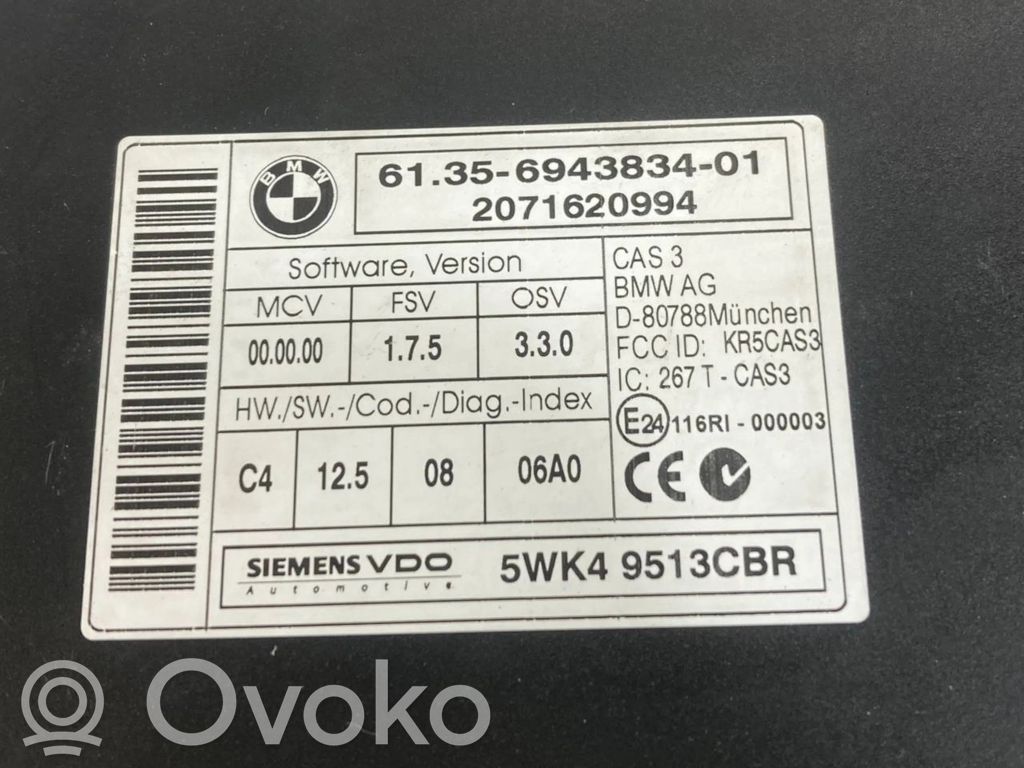 BMW
61.35-6943834-01
2071620994
Software, Version
MCV FSV OSV
00.00.00 1.7.5 3.3.0
HW./SW.-/Cod.-/Diag.-Index
C4 12.5 08 06A0
CAS 3
BMW AG
D-80788München
FCC ID: KR5CAS3
IC: 267 T - CAS3
E24 116RI - 000003
CE
SIEMENS VDO
Automotive
5WK4 9513CBR
Ovoko